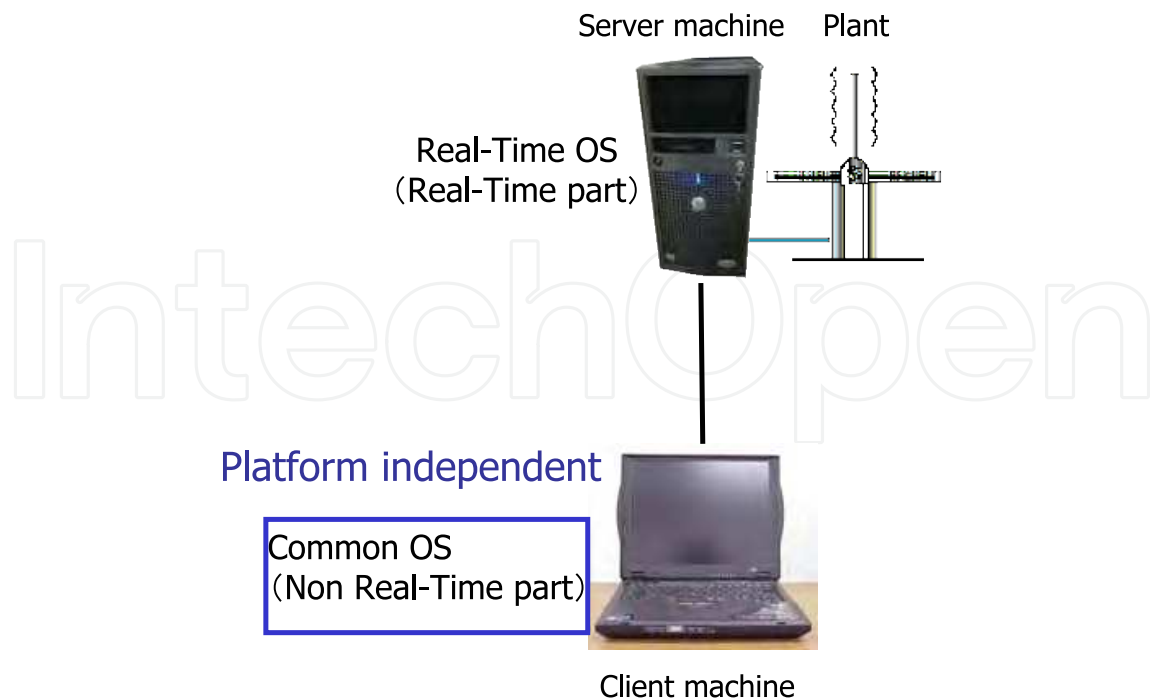 Server machine Plant
Real-Time OS
（Real-Time part）
IntechOpen
Platform independent
Common OS
（Non Real-Time part）
Client machine